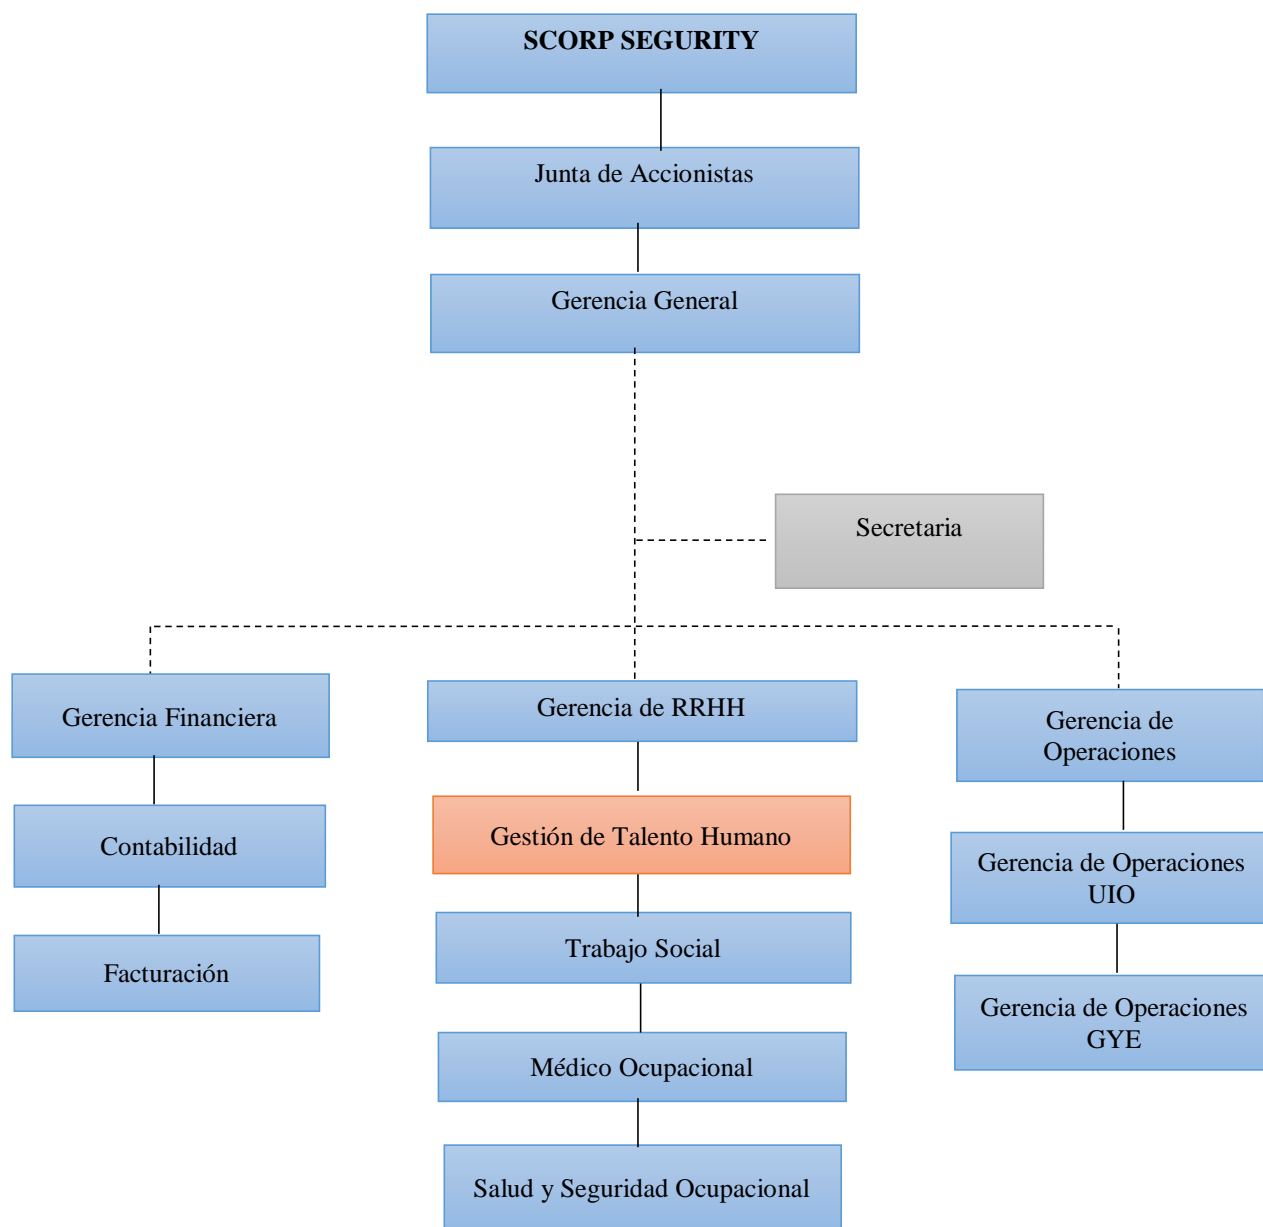 SCORP SEGURITY
Junta de Accionistas
Gerencia General
Secretaria
Gerencia Financiera
Contabilidad
Facturación
Gerencia de RRHH
Gestión de Talento Humano
Trabajo Social
Médico Ocupacional
Salud y Seguridad Ocupacional
Gerencia de
Operaciones
Gerencia de Operaciones
UIO
Gerencia de Operaciones
GYE